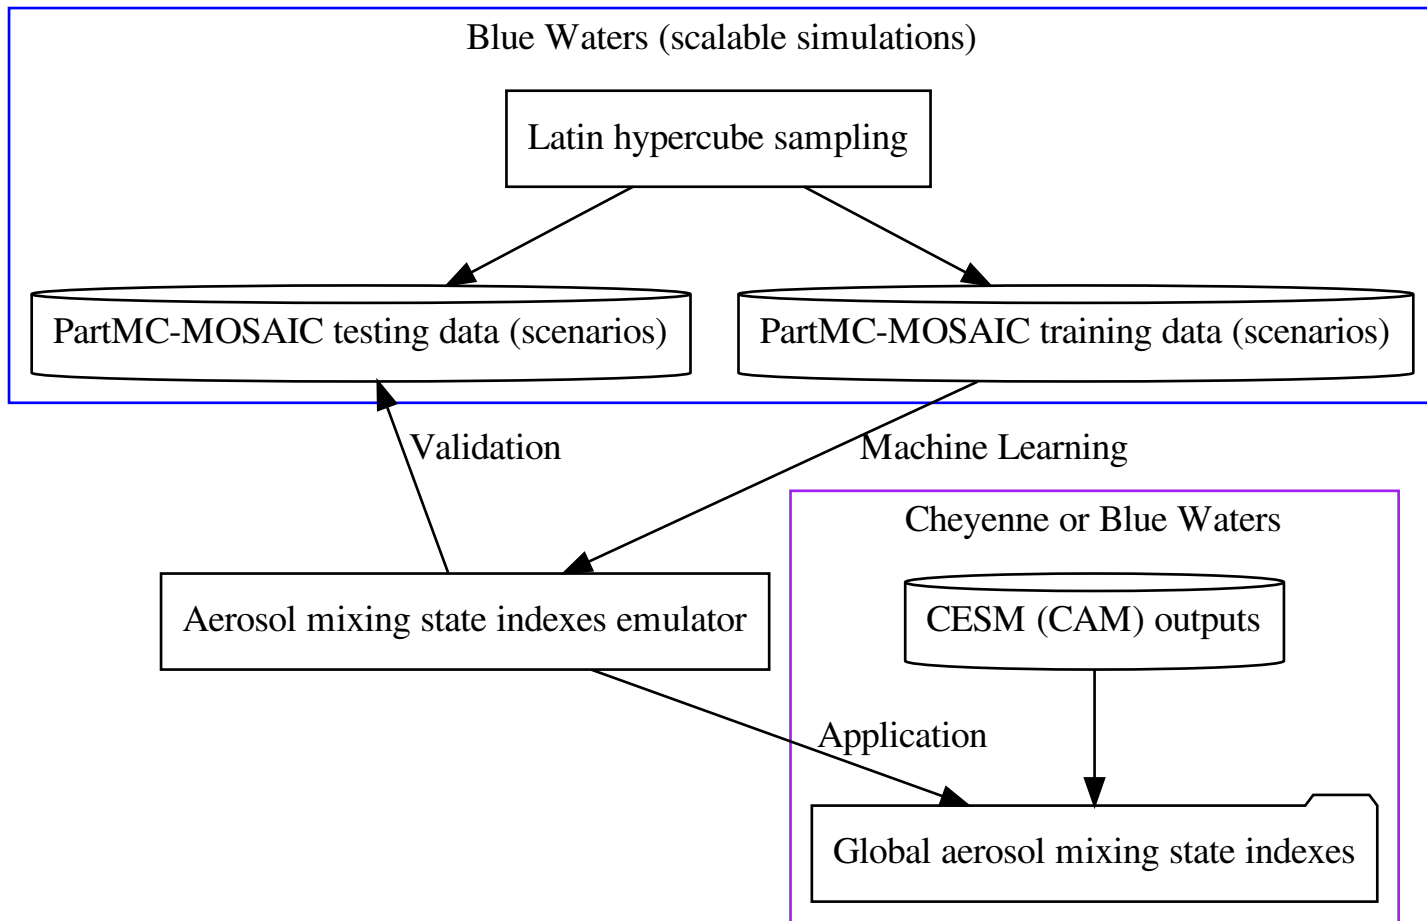 Blue Waters (scalable simulations)
Latin hypercube sampling
PartMC-MOSAIC testing data (scenarios)
PartMC-MOSAIC training data (scenarios)
Validation
Machine Learning
Cheyenne or Blue Waters
Aerosol mixing state indexes emulator
CESM (CAM) outputs
Application
Global aerosol mixing state indexes